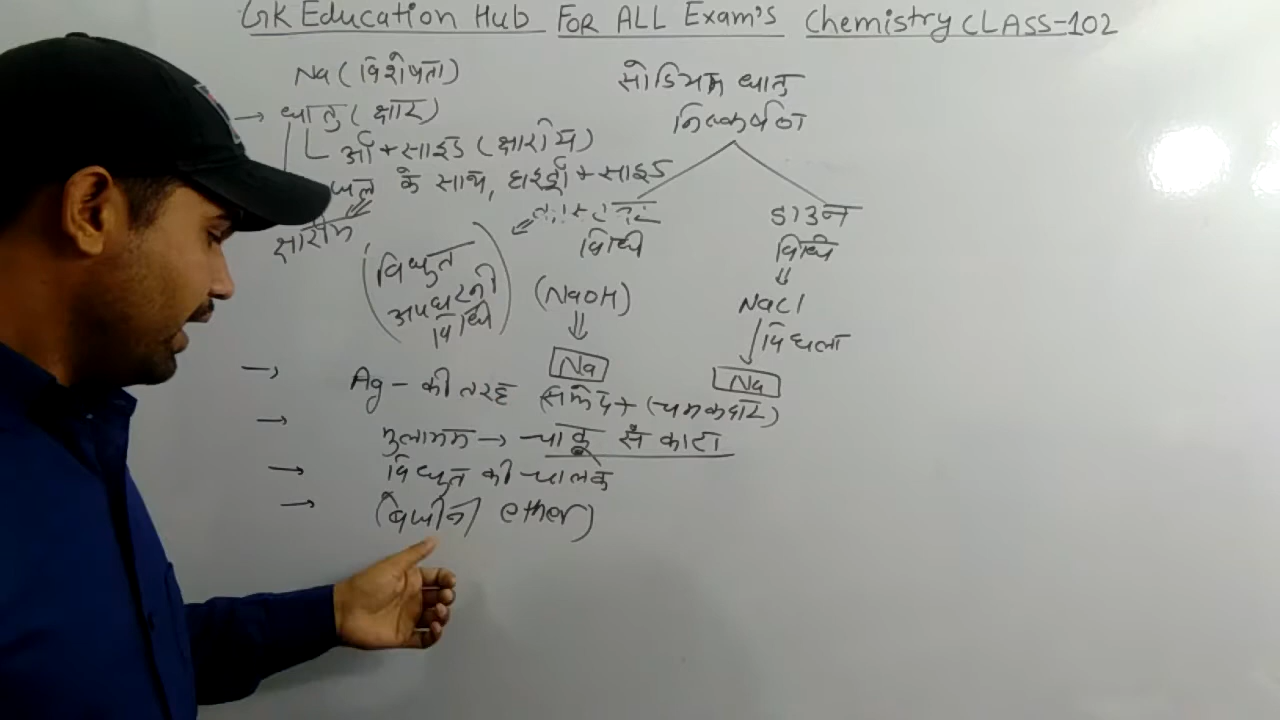 GK Education Hub FOR ALL Exam's Chemistry CLASS-102
Na (विशेषता)
→ धातु (क्षार)
ऑक्साइड (क्षारीय)
जल के साथ, हाइड्रॉक्साइड
क्षारीय
सोडियम धातु
निष्कर्षण
विधि
(विधुत
अपघटनी
विधि)
(NaOH)
⇓
Na
डाउन
विधि
⇓
NaCl
पिघला
Na
→ Ag - की तरह (सफेद + (चमकदार)
→ मुलायम → चाकू से काटा
→ विधुत की चालक
→ (बेंजीन/ ether)